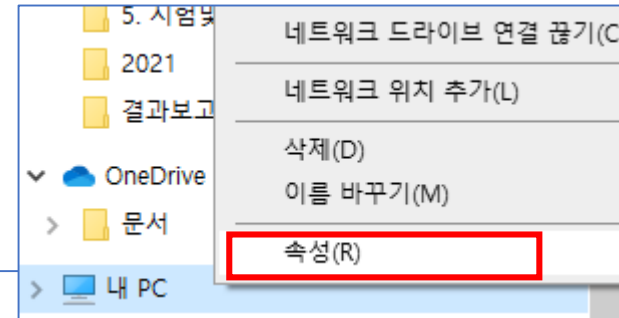 5. 시험및
2021
결과보고
OneDrive
문서
내 PC
네트워크 드라이브 연결 끊기(C
네트워크 위치 추가(L)
삭제(D)
이름 바꾸기(M)
속성(R)